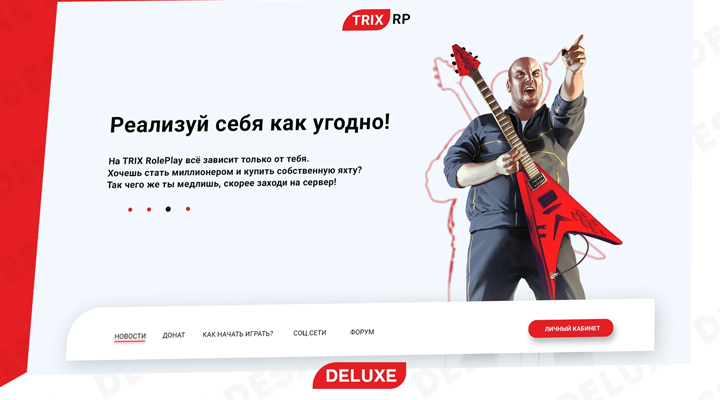 TRIX RP
Реализуй себя как угодно!
На TRIX RolePlay всё зависит только от тебя.
Хочешь стать миллионером и купить собственную яхту?
Так чего же ты медлишь, скорее заходи на сервер!
НОВОСТИ ДОНАТ КАК НАЧАТЬ ИГРАТЬ? СОЦ.СЕТИ ФОРУМ ЛИЧНЫЙ КАБИНЕТ
DELUXE